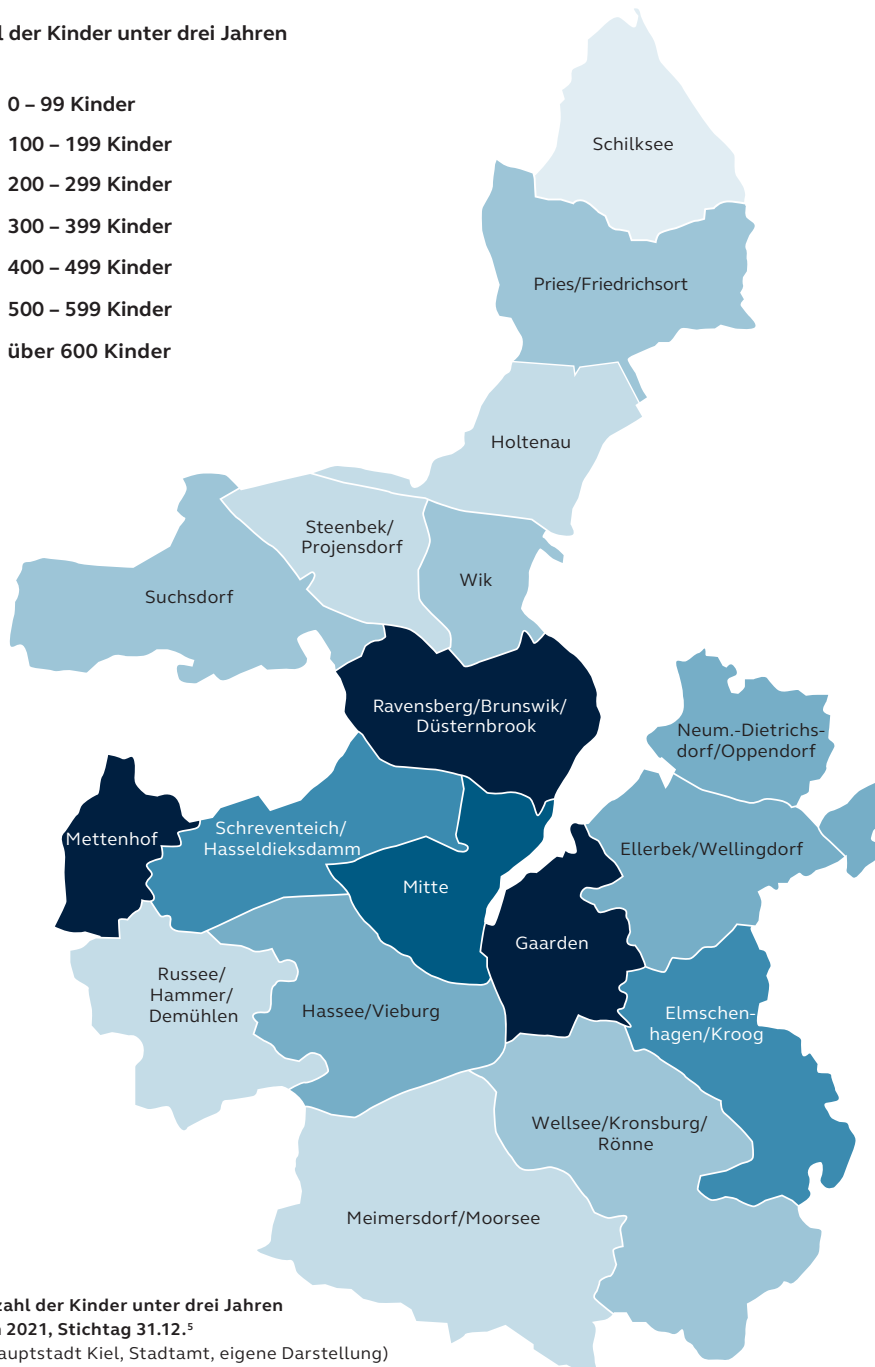 der Kinder unter drei Jahren
0 – 99 Kinder
100 – 199 Kinder
200 – 299 Kinder
300 – 399 Kinder
400 – 499 Kinder
500 – 599 Kinder
über 600 Kinder
Schilksee
Pries/Friedrichsort
Holtenau
Steenbek/
Projensdorf
Wik
Suchsdorf
Ravensberg/Brunswik/
Düsternbrook
Neum.-Dietrichs-
dorf/Oppendorf
Mettenhof
Schreventeich/
Hasseldieksdamm
Ellerbek/Wellingdorf
Mitte
Gaarden
Russee/
Hammer/
Demühlen
Hassee/Vieburg
Elmschen-
hagen/Kroog
Wellsee/Kronsburg/
Rönne
Meimersdorf/Moorsee
zahl der Kinder unter drei Jahren
2021, Stichtag 31.12.⁵
auptstadt Kiel, Stadtamt, eigene Darstellung)